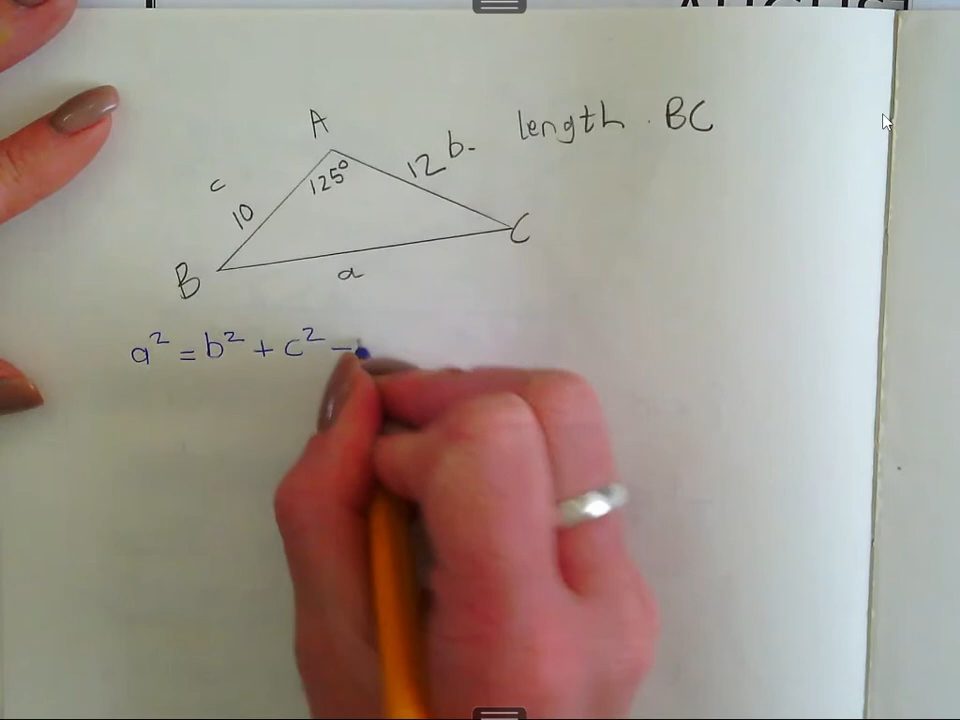 A
length . BC
125°
12 b.
c
10
C
B
a
a² = b² + c² –